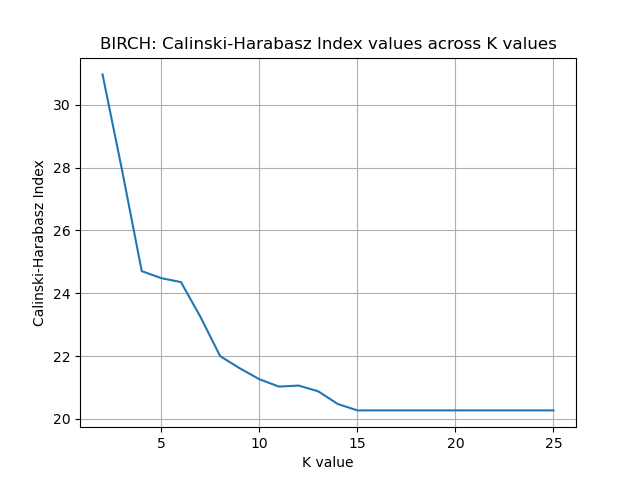 BIRCH: Calinski-Harabasz Index values across K values
Calinski-Harabasz Index
30
28
26
24
22
20
5 10 15 20 25
K value